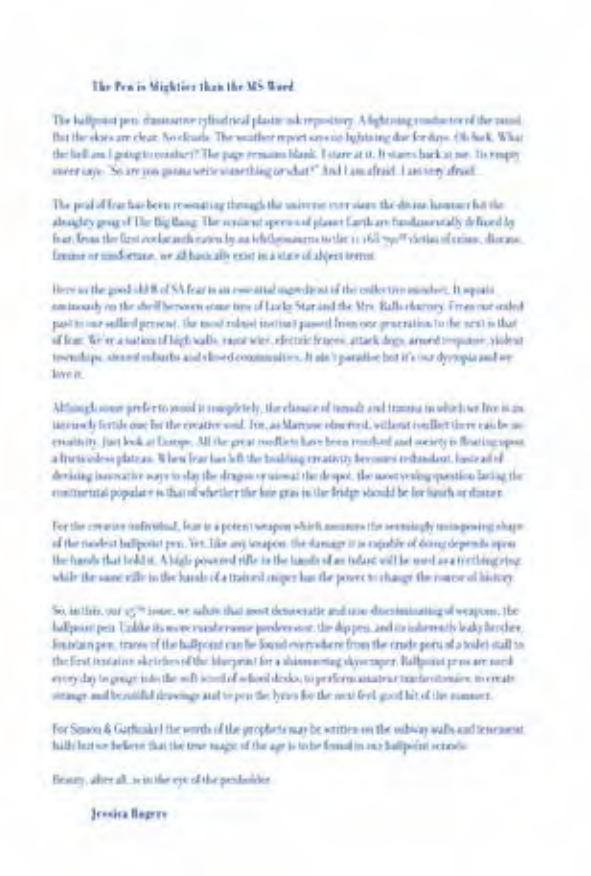 The Pen is Mightier than the MS Word
The ballpoint pen, diminutive cylindrical plastic ink repository. A lightning conductor of the mind.
But the skies are clear. No clouds. The weather report says no lightning due for days. Oh fuck. What
the hell am I going to conduct? The page remains blank. I stare at it. It stares back at me. Its empty
sneer says: "So are you gonna write something or what?" And I am afraid. I am very afraid.
The peal of fear has been resonating through the universe ever since the divine hammer hit the
almighty gong of The Big Bang. The sentient species of planet Earth are fundamentally defined by
fear, from the first coelacanth eaten by an ichthyosaurus to the victim of crime, disease,
famine or misfortune, we all basically exist in a state of abject terror.
Here in the good old R of SA fear is an essential ingredient of the collective mindset. It squats
ominously on the shelf between some tins of Lucky Star and the Mrs. Balls chutney. From our soiled
past to our sullied present, the most robust instinct passed from one generation to the next is that
of fear. We're a nation of high walls, razor wire, electric fences, attack dogs, armed response, violent
townships, suburbs and closed communities. It ain't paradise but it's our dystopia and we
love it.
Although some prefer to avoid it completely, the climate of tumult and trauma in which we live is an
intensely fertile one for the creative soul. For, as Marcuse observed, without conflict there can be no
creativity. Just look at Europe. All the great conflicts have been resolved and society is floating upon
a frictionless plateau. When fear has left the building creativity becomes redundant. Instead of
devising innovative ways to slay the dragon or unseat the despot, the most vexing question facing the
continental populace is that of whether the foie gras in the fridge should be for lunch or dinner.
For the creative individual, fear is a potent weapon which assumes the seemingly unimposing shape
of the modest ballpoint pen. Yet, like any weapon, the damage it is capable of doing depends upon
the hands that hold it. A high-powered rifle in the hands of an infant will be used as a teething ring
while the same rifle in the hands of a trained sniper has the power to change the course of history.
So, in this, our 25th issue, we salute that most democratic and non-discriminating of weapons, the
ballpoint pen. Unlike its more cumbersome predecessor, the dip pen, and its inherently leaky brother,
fountain pen, traces of the ballpoint can be found everywhere from the crude porn of a toilet stall to
the first tentative sketches of the blueprint for a shimmering skyscraper. Ballpoint pens are used
every day to gouge into the soft wood of school desks, to perform amateur tracheotomies, to create
strange and beautiful drawings and to pen the lyrics for the next feel good hit of the summer.
For Simon & Garfunkel the words of the prophets may be written on the subway walls and tenement
halls but we believe that the true magic of the age is to be found in our ballpoint
Beauty, after all, is in the eye of the penholder.
Jessica Rogers